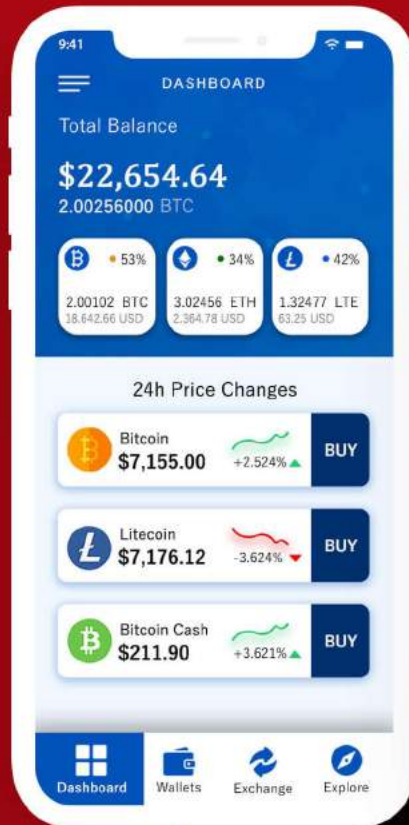 9:41
DASHBOARD
Total Balance
$22,654.64
2.00256000 BTC
53%
2.00102 BTC
18.642.66 USD
34%
3.02456 ETH
2.364.78 USD
42%
1.32477 LTE
63.25 USD
24h Price Changes
Bitcoin
$7,155.00
+2.524%
BUY
Litecoin
$7,176.12
-3.624%
BUY
Bitcoin Cash
$211.90
+3.621%
BUY
Dashboard Wallets Exchange Explore